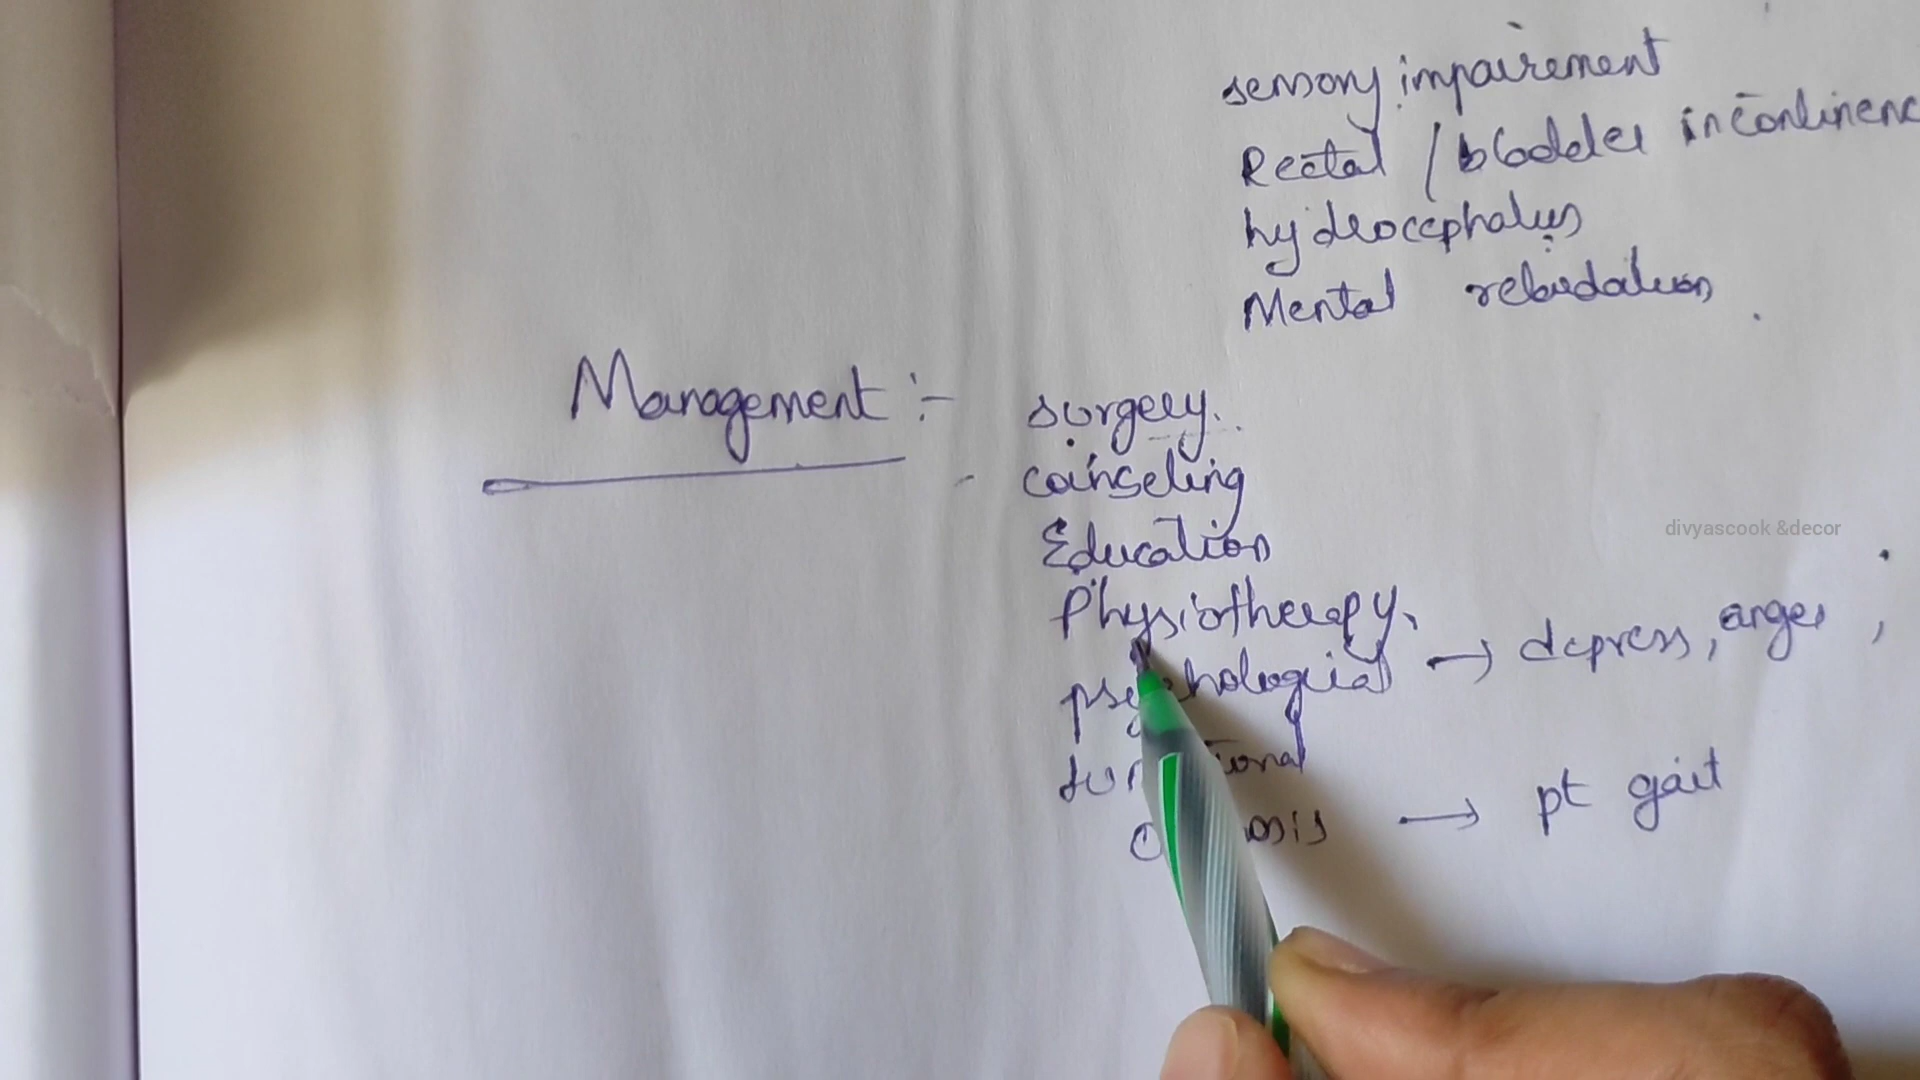 sensory impairement
Rectal / bladder incontinenc
hydrocephalus
Mental retardation
Management :- surgery.
- counseling
Education
Physiotherapy.
psychological → depress, anger ,
→ pt gait
divyascook &decor